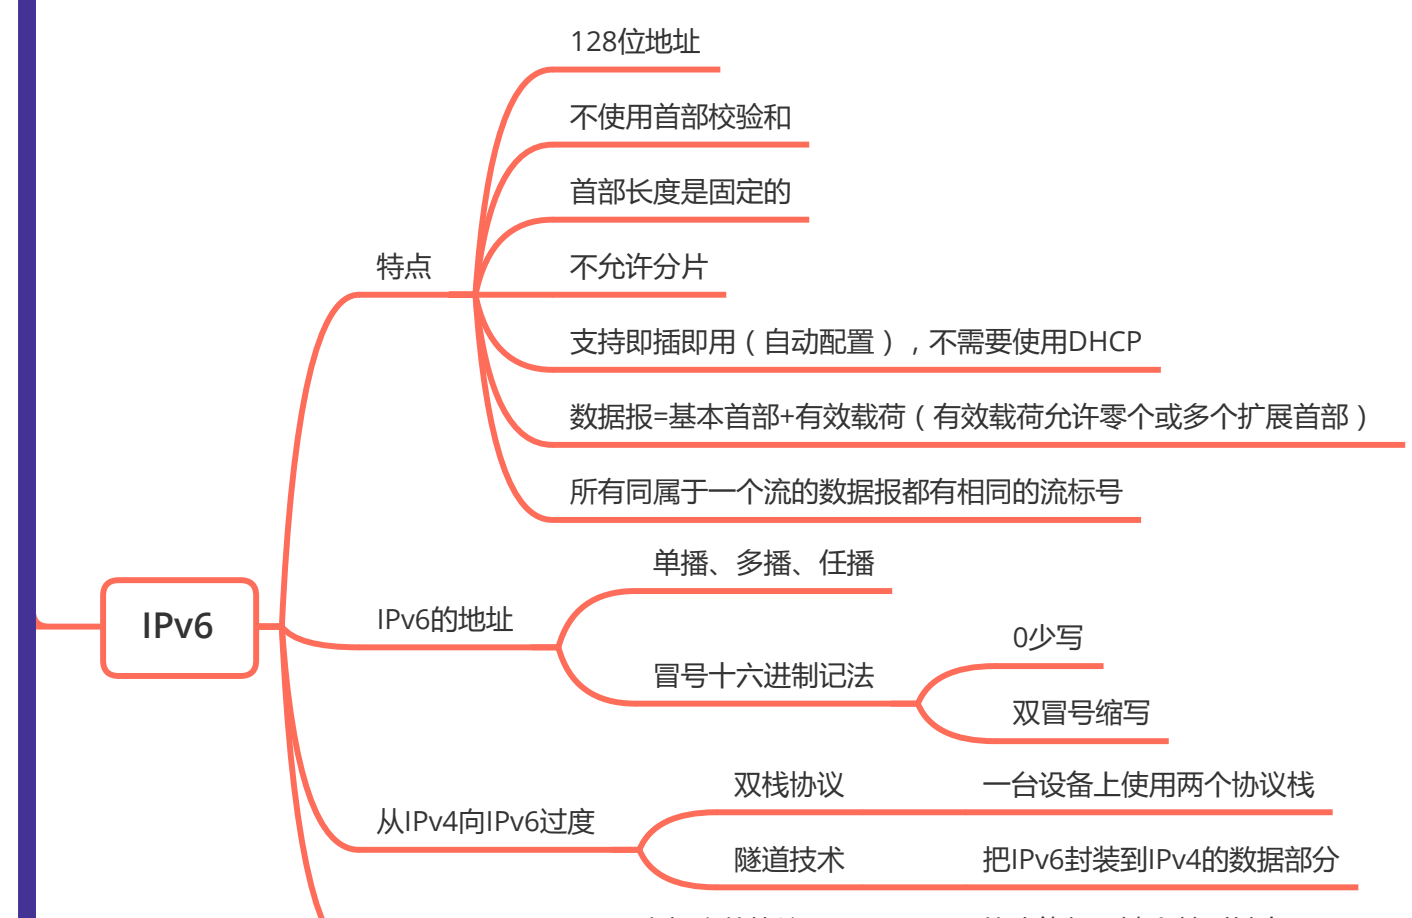 128位地址
不使用首部校验和
首部长度是固定的
特点
不允许分片
支持即插即用（自动配置），不需要使用DHCP
数据报=基本首部+有效载荷（有效载荷允许零个或多个扩展首部）
所有同属于一个流的数据报都有相同的流标号
IPv6
IPv6的地址
单播、多播、任播
冒号十六进制记法
0少写
双冒号缩写
从IPv4向IPv6过度
双栈协议
一台设备上使用两个协议栈
隧道技术
把IPv6封装到IPv4的数据部分